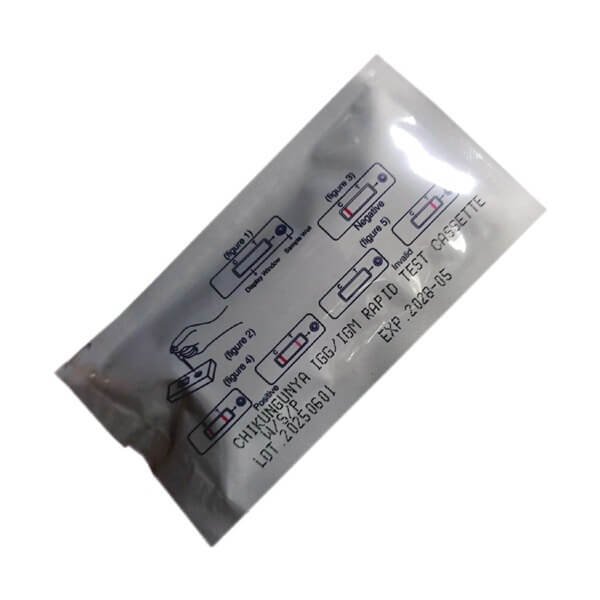 (figure 1)
Display Window
Sample Well
(figure 3)
C T
Negative
(figure 2)
(figure 5)
C T
C T
Invalid
(figure 4)
C T
C T
Positive
CHIKUNGUNYA IGG/IGM RAPID TEST CASSETTE
W/S/P
LOT .20250601
EXP .2028-05